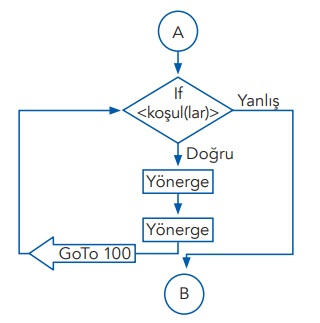 A
If
<koşul(lar)>
Yanlış
Doğru
Yönerge
Yönerge
GoTo 100
B